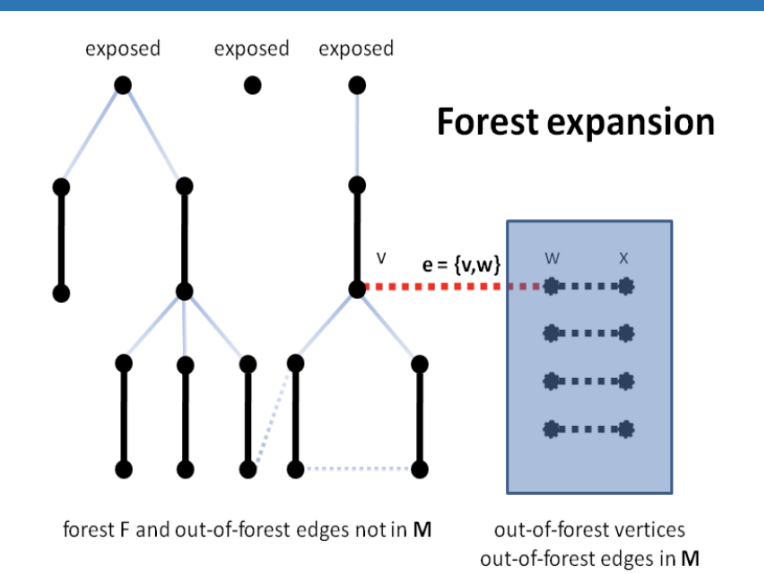 exposed exposed exposed
Forest expansion
v
e = {v,w}
w x
forest F and out-of-forest edges not in M
out-of-forest vertices
out-of-forest edges in M